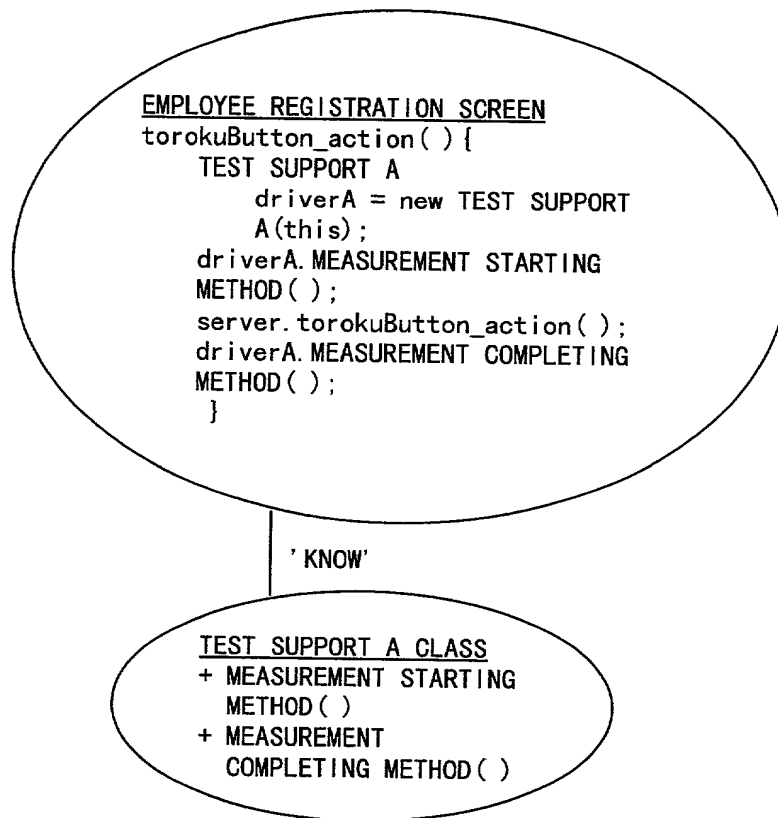 EMPLOYEE REGISTRATION SCREEN
torokuButton_action( ){
TEST SUPPORT A
driverA = new TEST SUPPORT
A(this);
driverA. MEASUREMENT STARTING
METHOD( );
server. torokuButton_action( );
driverA. MEASUREMENT COMPLETING
METHOD( );
}
'KNOW'
TEST SUPPORT A CLASS
+ MEASUREMENT STARTING
METHOD( )
+ MEASUREMENT
COMPLETING METHOD( )